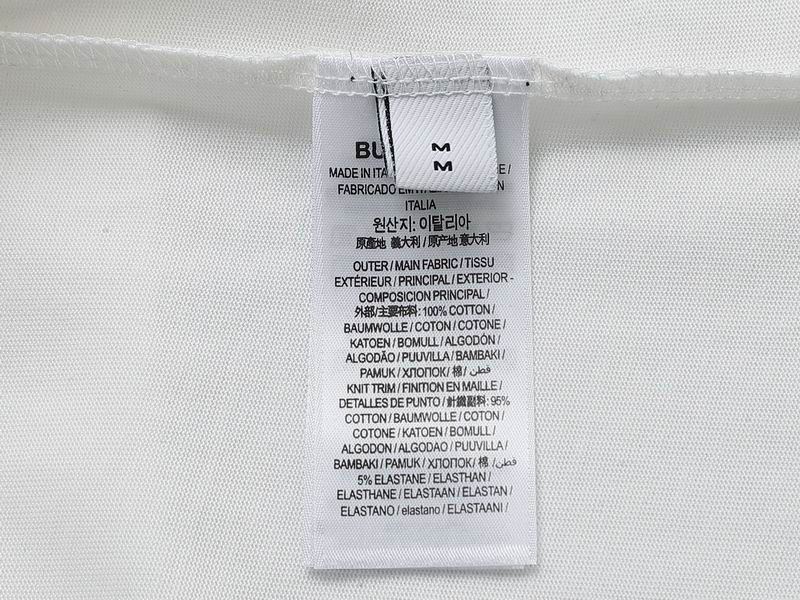 M
M
BU
MADE IN ITA
FABRICADO EM
ITALIA
원산지: 이탈리아
原產地 義大利 / 原产地 意大利
OUTER / MAIN FABRIC / TISSU
EXTÉRIEUR / PRINCIPAL / EXTERIOR -
COMPOSICION PRINCIPAL /
外部/主要布料: 100% COTTON /
BAUMWOLLE / COTON / COTONE /
KATOEN / BOMULL / ALGODÓN /
ALGODÃO / PUUVILLA / BAMBAKI /
PAMUK / ХЛОПОК/ 棉/ قطن
KNIT TRIM / FINITION EN MAILLE /
DETALLES DE PUNTO / 針織副料: 95%
COTTON / BAUMWOLLE / COTON /
COTONE / KATOEN / BOMULL /
ALGODON / ALGODAO / PUUVILLA /
BAMBAKI / PAMUK / ХЛОПОК/ 棉 /قطن
5% ELASTANE / ELASTHAN /
ELASTHANE / ELASTAAN / ELASTAN /
ELASTANO / elastano / ELASTAANI /